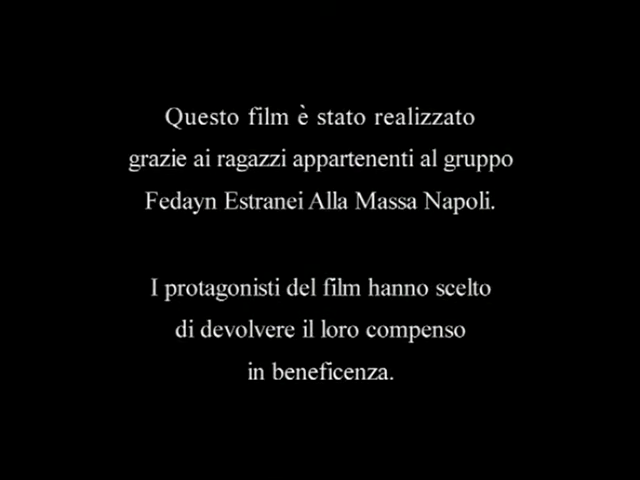 Questo film è stato realizzato
grazie ai ragazzi appartenenti al gruppo
Fedayn Estranei Alla Massa Napoli.
I protagonisti del film hanno scelto
di devolvere il loro compenso
in beneficenza.